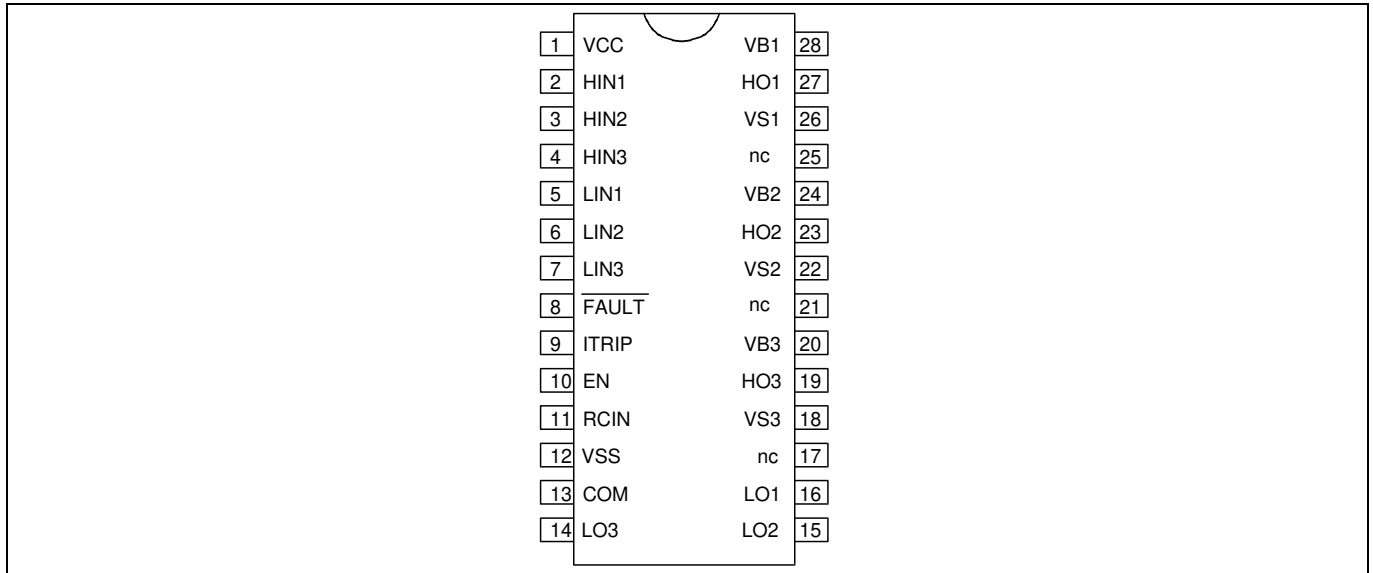 1 VCC VB1 28
2 HIN1 HO1 27
3 HIN2 VS1 26
4 HIN3 nc 25
5 LIN1 VB2 24
6 LIN2 HO2 23
7 LIN3 VS2 22
8 FAULT nc 21
9 ITRIP VB3 20
10 EN HO3 19
11 RCIN VS3 18
12 VSS nc 17
13 COM LO1 16
14 LO3 LO2 15